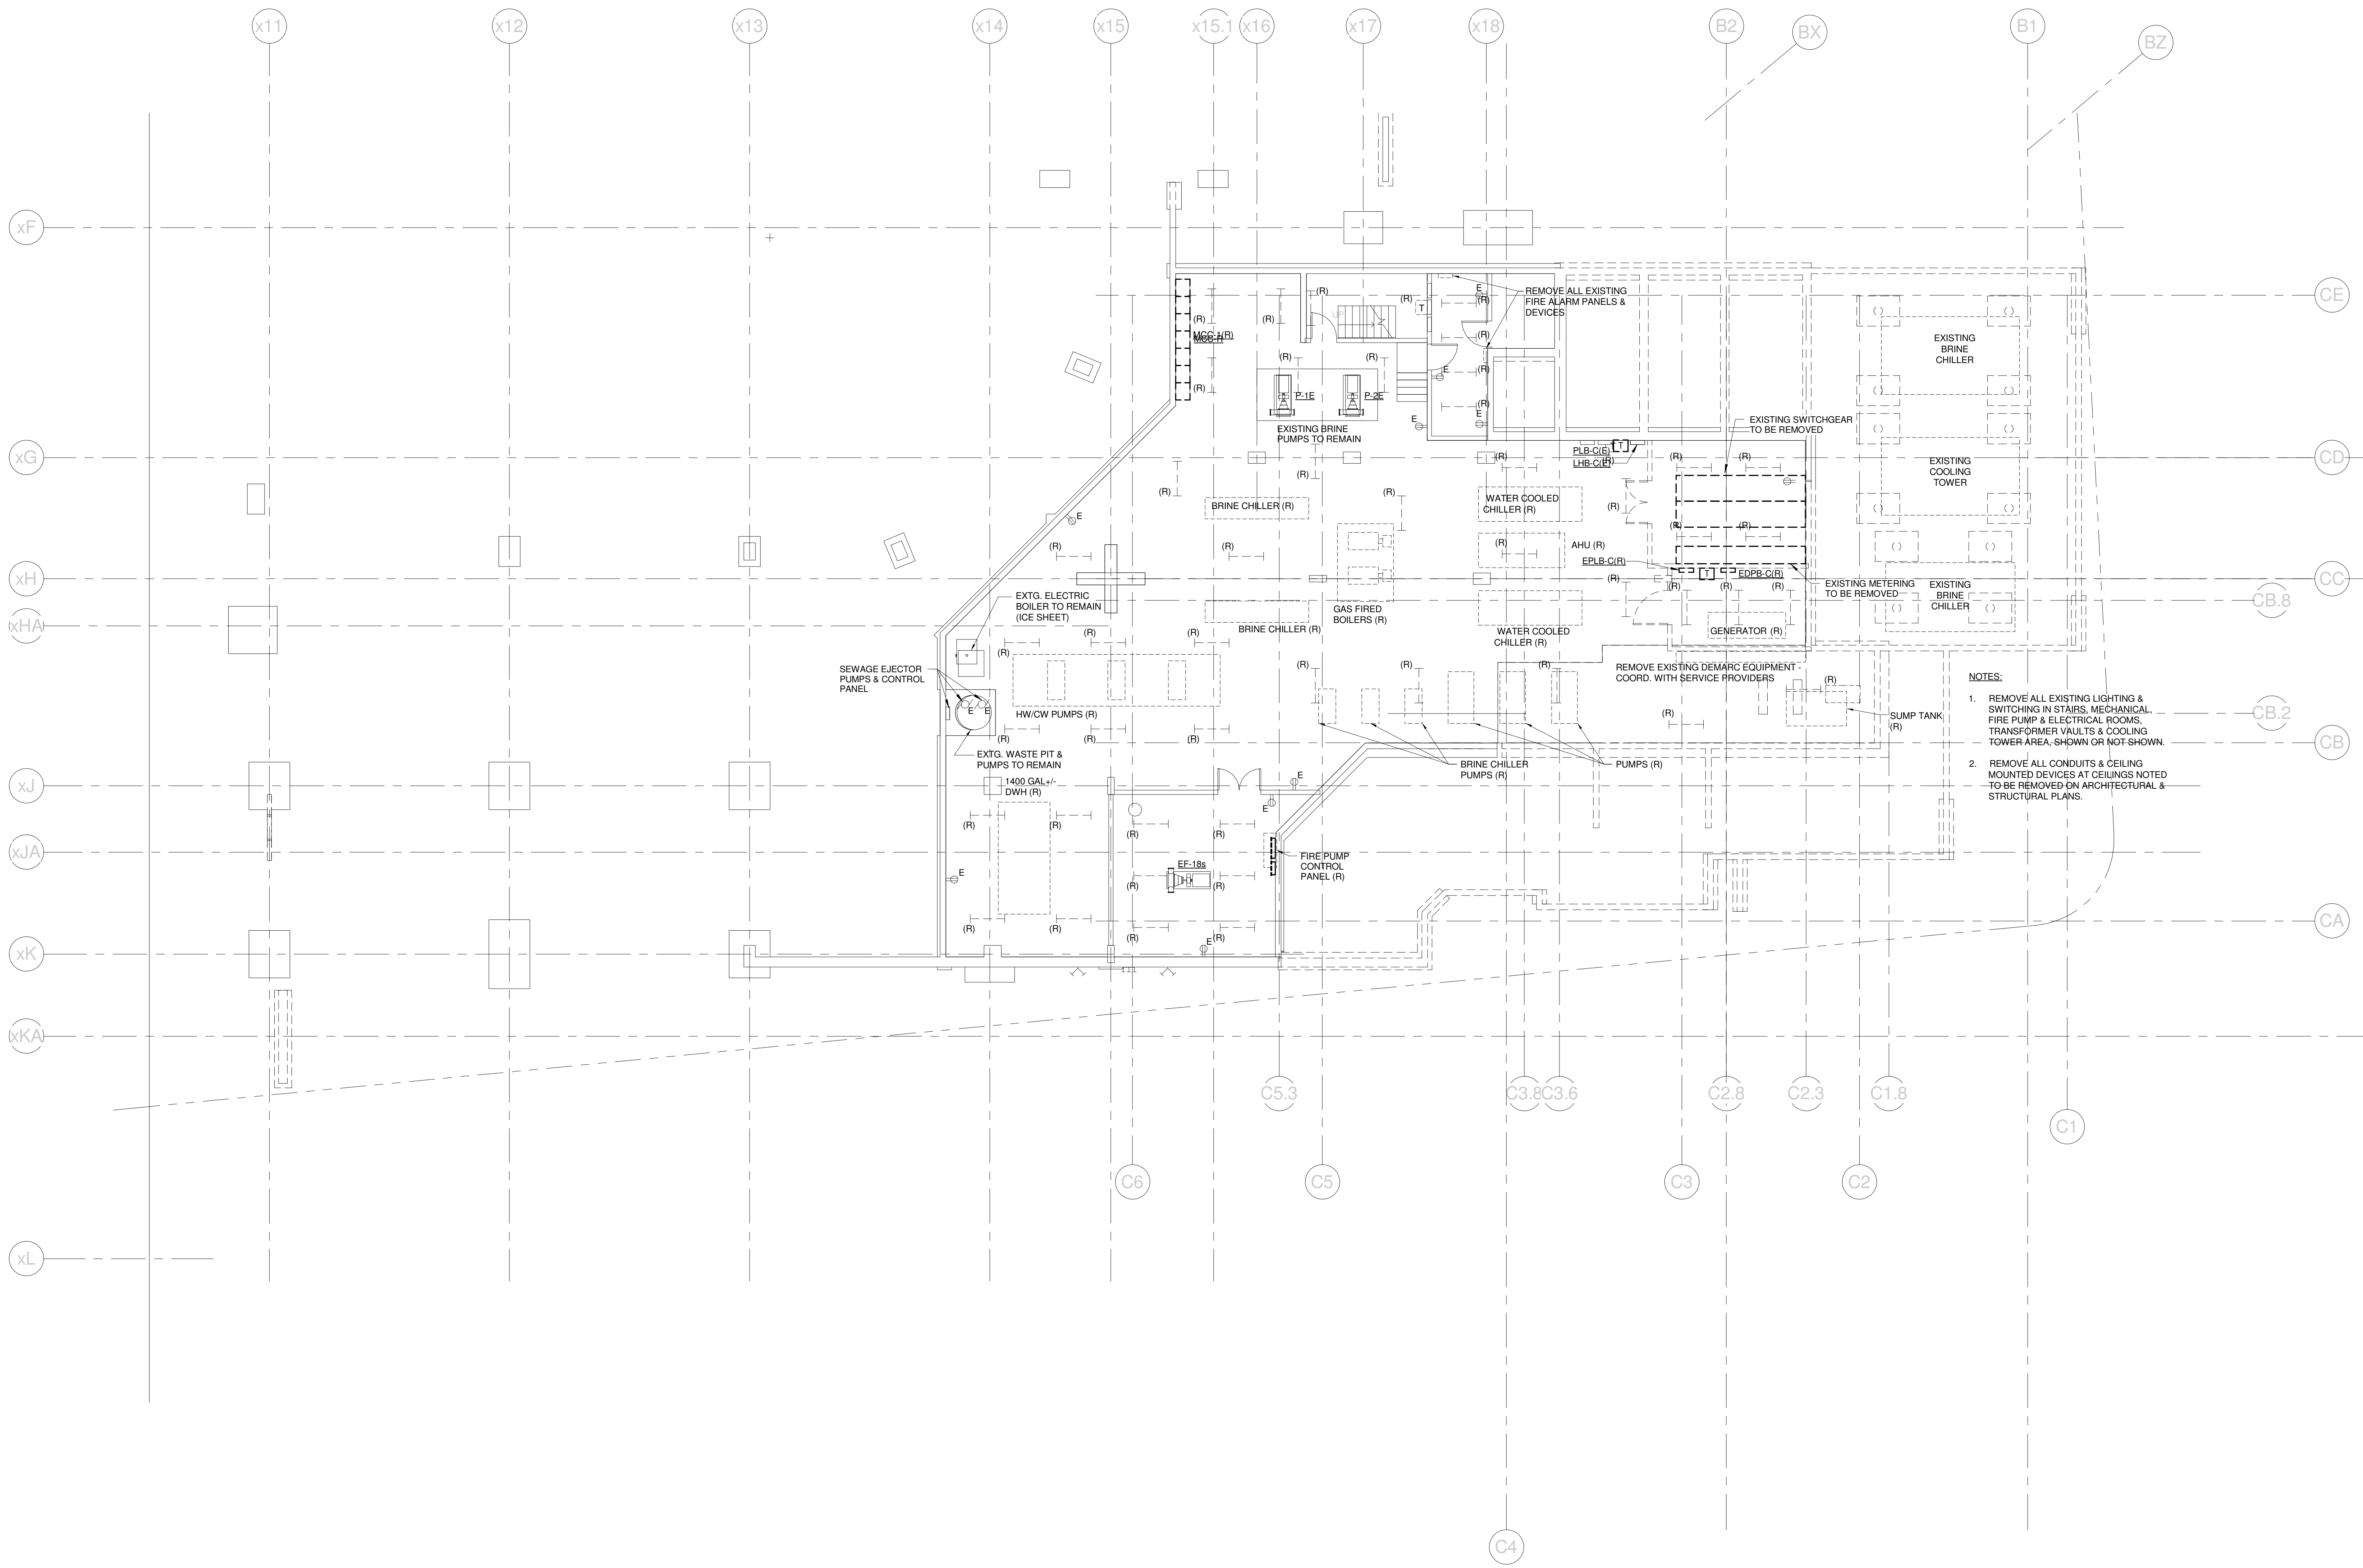 x11
x12
x13
x14
x15
x15.1
x16
x17
x18
B2
BX
B1
BZ
xF
xG
xH
xHA
xJ
xJA
xK
xKA
xL
CE
CD
CC
CB.8
CB.2
CB
CA
C6
C5.3
C5
C4
C3.8
C3.6
C3
C2.8
C2.3
C2
C1.8
C1
UP
(R)
(R)
(R)
(R)
T
E
(R)
REMOVE ALL EXISTING
FIRE ALARM PANELS &
DEVICES
MCC-1(R)
(R)
(R)
(R)
(R)
(R)
(R)
E
E
E
P-1E
P-2E
EXISTING BRINE
PUMPS TO REMAIN
EXISTING
BRINE
CHILLER
EXISTING SWITCHGEAR
TO BE REMOVED
PLB-C(E)
LHB-C(E)
(R)
T
(R)
(R)
(R)
(R)
(R)
(R)
EXISTING
COOLING
TOWER
BRINE CHILLER (R)
WATER COOLED
CHILLER (R)
(R)
(R)
(R)
E
(R)
(R)
(R)
AHU (R)
EPLB-C(R)
(R)
T
EDPB-C(R)
(R)
(R)
(R)
EXISTING METERING
TO BE REMOVED
EXISTING
BRINE
CHILLER
EXTG. ELECTRIC
BOILER TO REMAIN
(ICE SHEET)
GAS FIRED
BOILERS (R)
BRINE CHILLER (R)
WATER COOLED
CHILLER (R)
GENERATOR (R)
(R)
(R)
(R)
SEWAGE EJECTOR
PUMPS & CONTROL
PANEL
(R)
(R)
(R)
REMOVE EXISTING DEMARC EQUIPMENT -
COORD. WITH SERVICE PROVIDERS
(R)
(R)
SUMP TANK
(R)
E
E
HW/CW PUMPS (R)
(R)
(R)
(R)
EXTG. WASTE PIT &
PUMPS TO REMAIN
BRINE CHILLER
PUMPS (R)
PUMPS (R)
1400 GAL+/-
DWH (R)
E
E
(R)
(R)
(R)
(R)
EF-18s
FIRE PUMP
CONTROL
PANEL (R)
E
(R)
(R)
(R)
(R)
(R)
(R)
E
NOTES:
1. REMOVE ALL EXISTING LIGHTING &
SWITCHING IN STAIRS, MECHANICAL,
FIRE PUMP & ELECTRICAL ROOMS,
TRANSFORMER VAULTS & COOLING
TOWER AREA, SHOWN OR NOT SHOWN.
2. REMOVE ALL CONDUITS & CEILING
MOUNTED DEVICES AT CEILINGS NOTED
TO BE REMOVED ON ARCHITECTURAL &
STRUCTURAL PLANS.